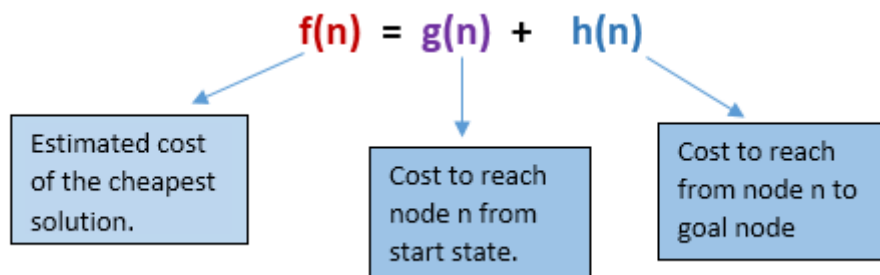 f(n) = g(n) + h(n)
Estimated cost
of the cheapest
solution.
Cost to reach
node n from
start state.
Cost to reach
from node n to
goal node